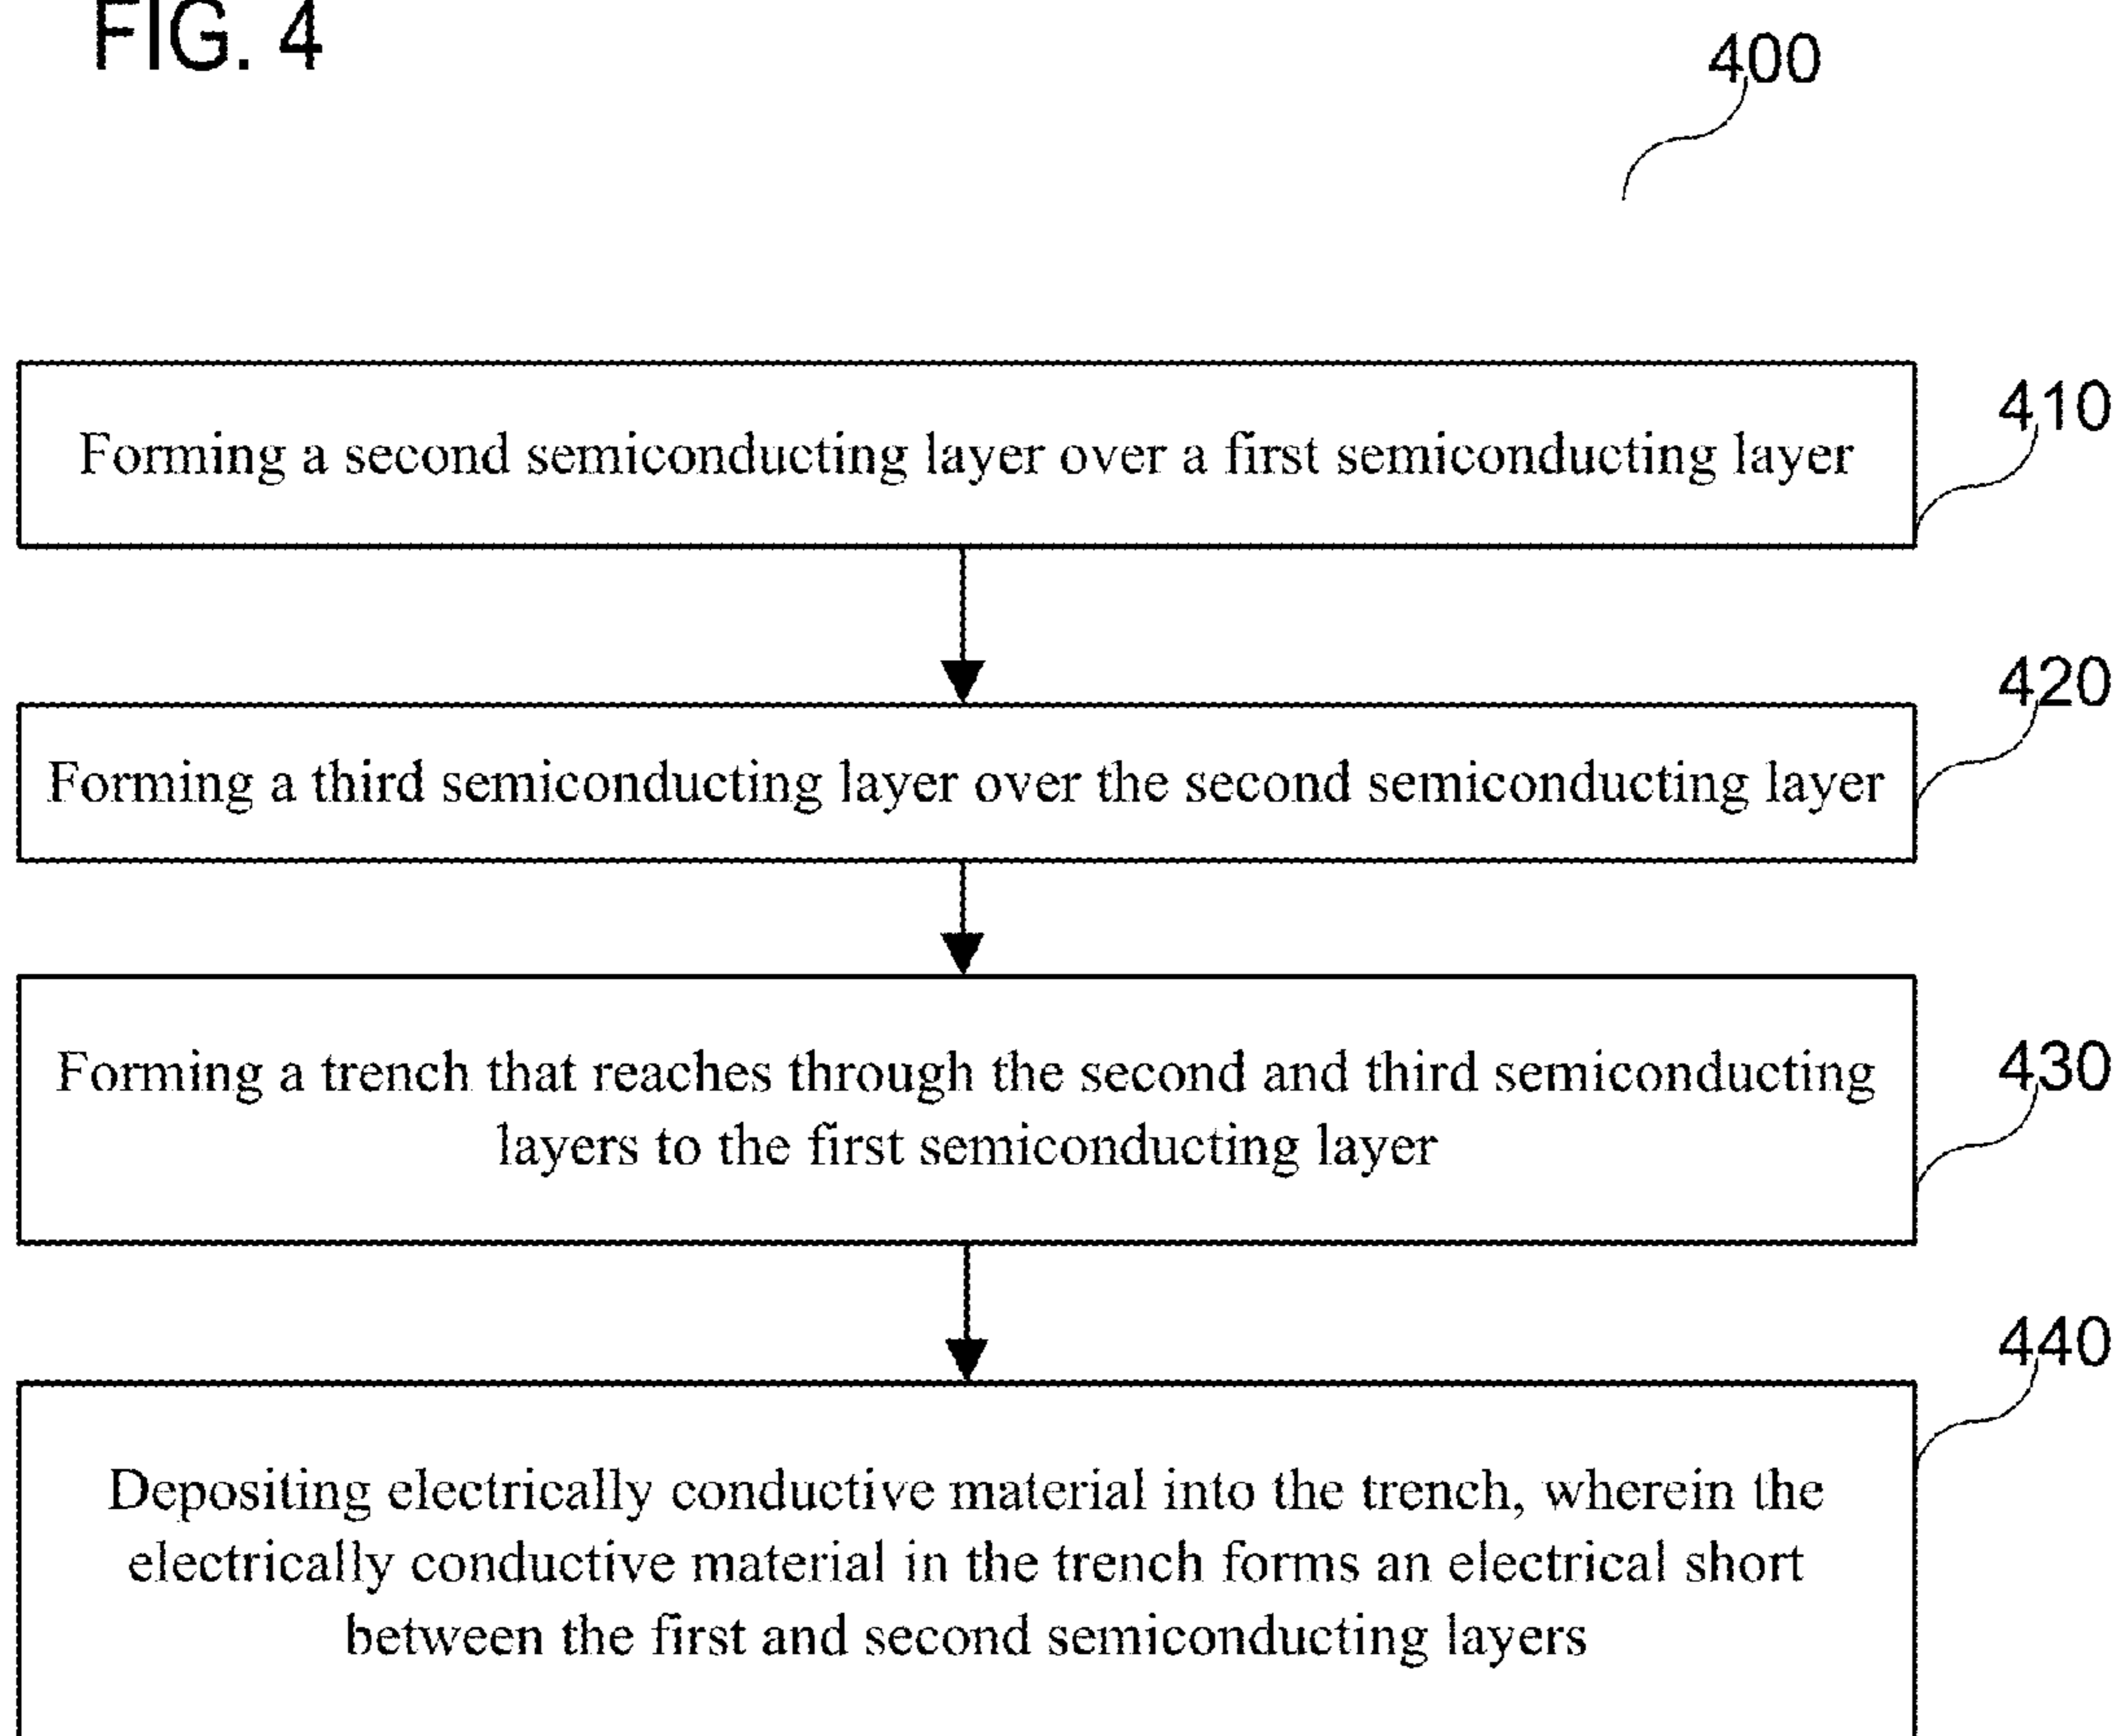 FIG. 4
400
410
Forming a second semiconducting layer over a first semiconducting layer
420
Forming a third semiconducting layer over the second semiconducting layer
430
Forming a trench that reaches through the second and third semiconducting
layers to the first semiconducting layer
440
Depositing electrically conductive material into the trench, wherein the
electrically conductive material in the trench forms an electrical short
between the first and second semiconducting layers